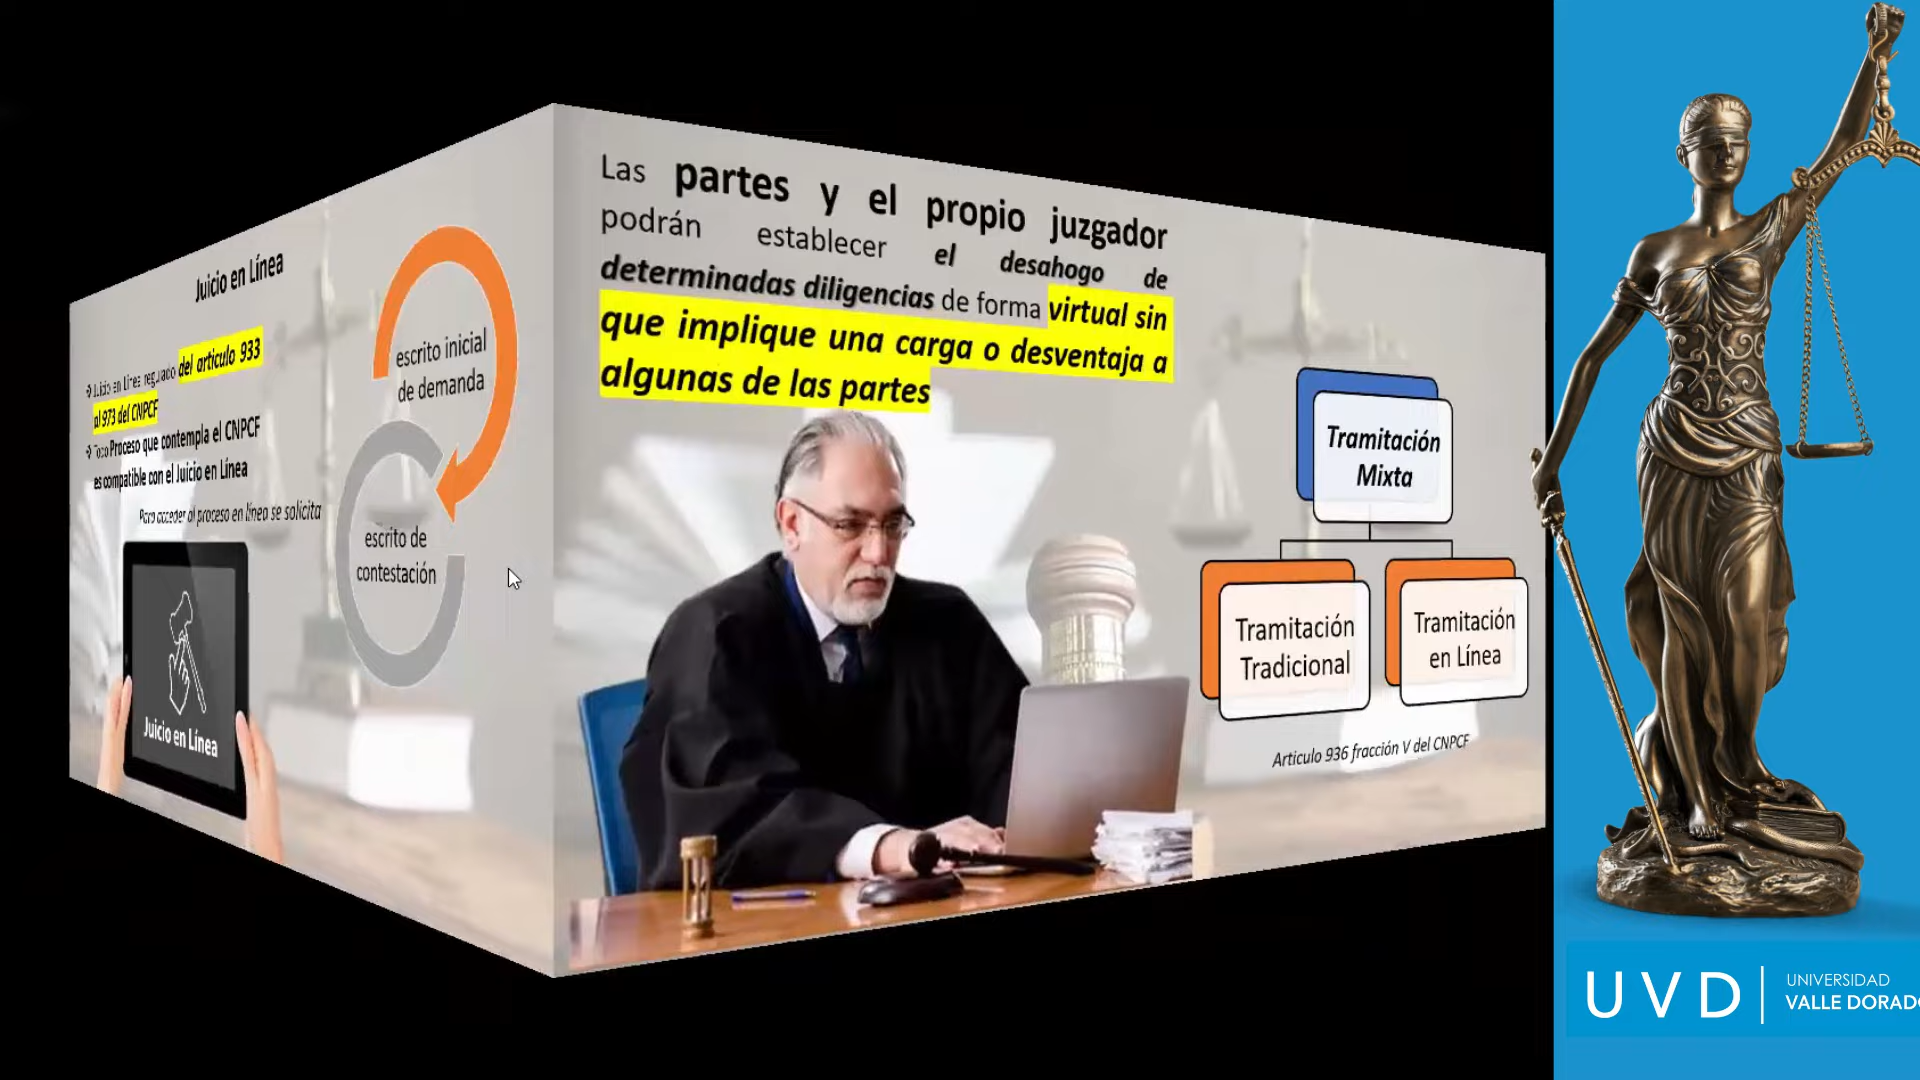 Juicio en Línea
Juicio en Línea regulado del articulo 933
al 973 del CNPCF
Todo Proceso que contempla el CNPCF
es compatible con el Juicio en Línea
Para acceder al proceso en línea se solicita
escrito inicial
de demanda
escrito de
contestación
Juicio en Línea
Las partes y el propio juzgador
podrán establecer el desahogo de
determinadas diligencias de forma virtual sin
que implique una carga o desventaja a
algunas de las partes
Tramitación
Mixta
Tramitación
Tradicional
Tramitación
en Línea
Articulo 936 fracción V del CNPCF
UVD
UNIVERSIDAD
VALLE DORADO